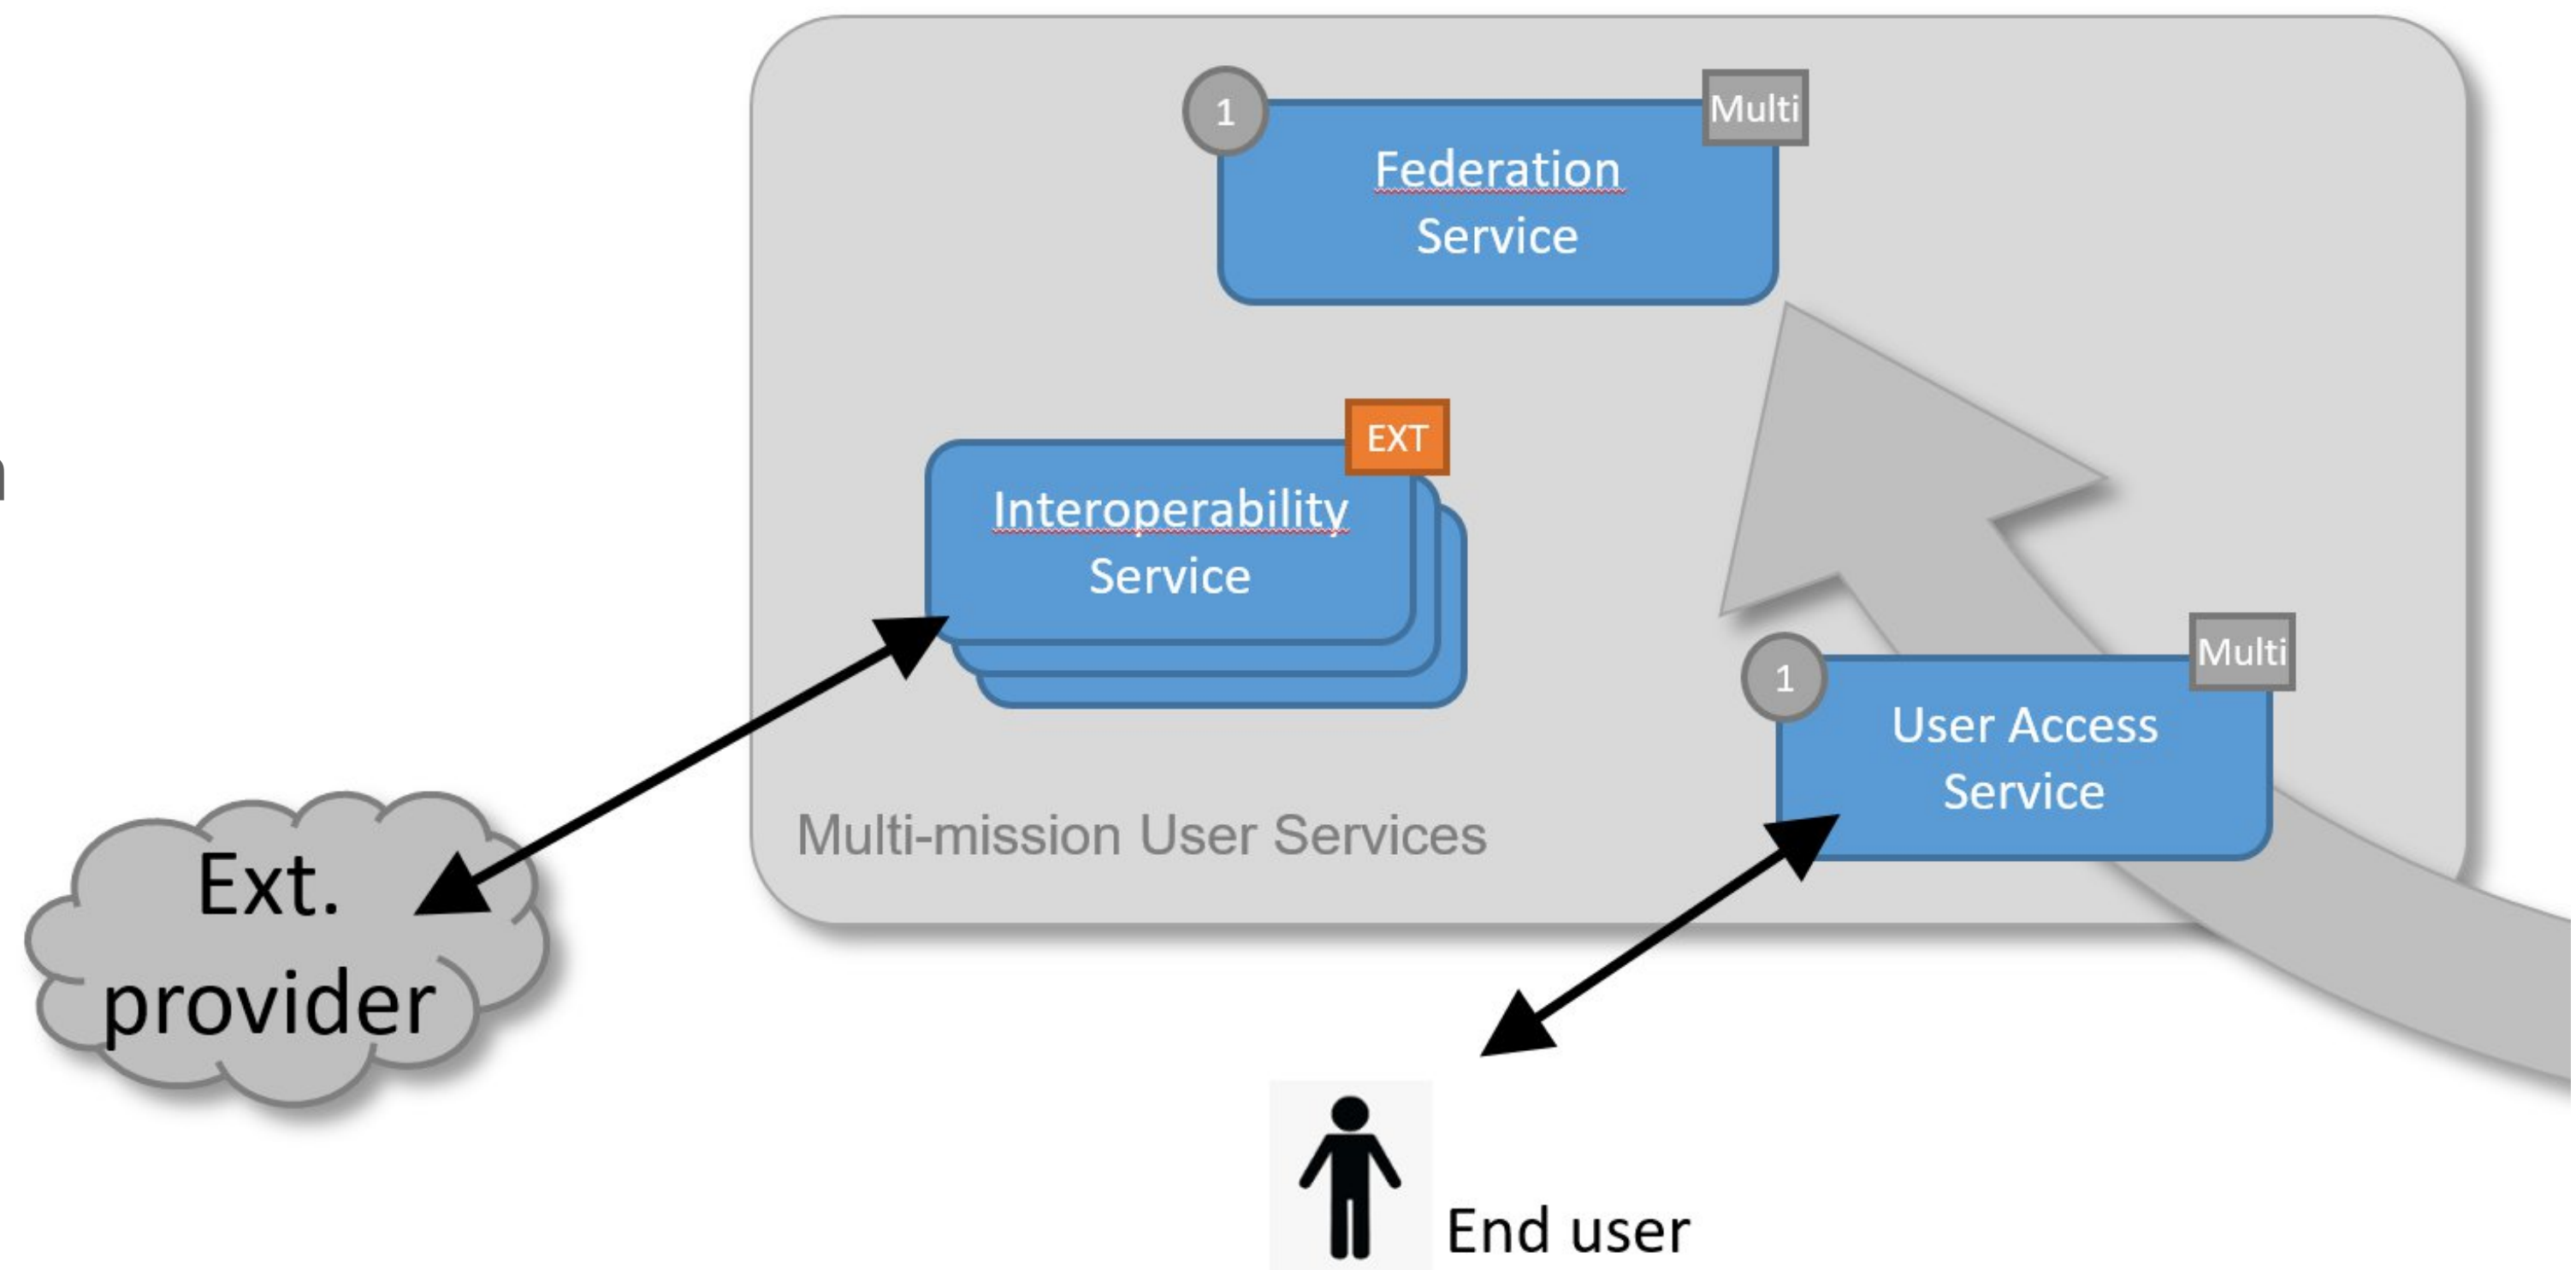 1
Multi
Federation
Service
EXT
Interoperability
Service
1
Multi
User Access
Service
Multi-mission User Services
Ext.
provider
End user